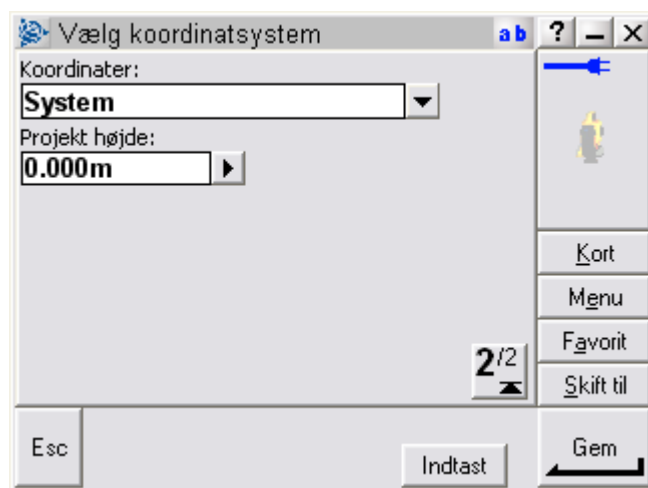 Vælg koordinatsystem
ab
?
Koordinater:
System
Projekt højde:
0.000m
Kort
Menu
Favorit
Skift til
2/2
Esc
Indtast
Gem